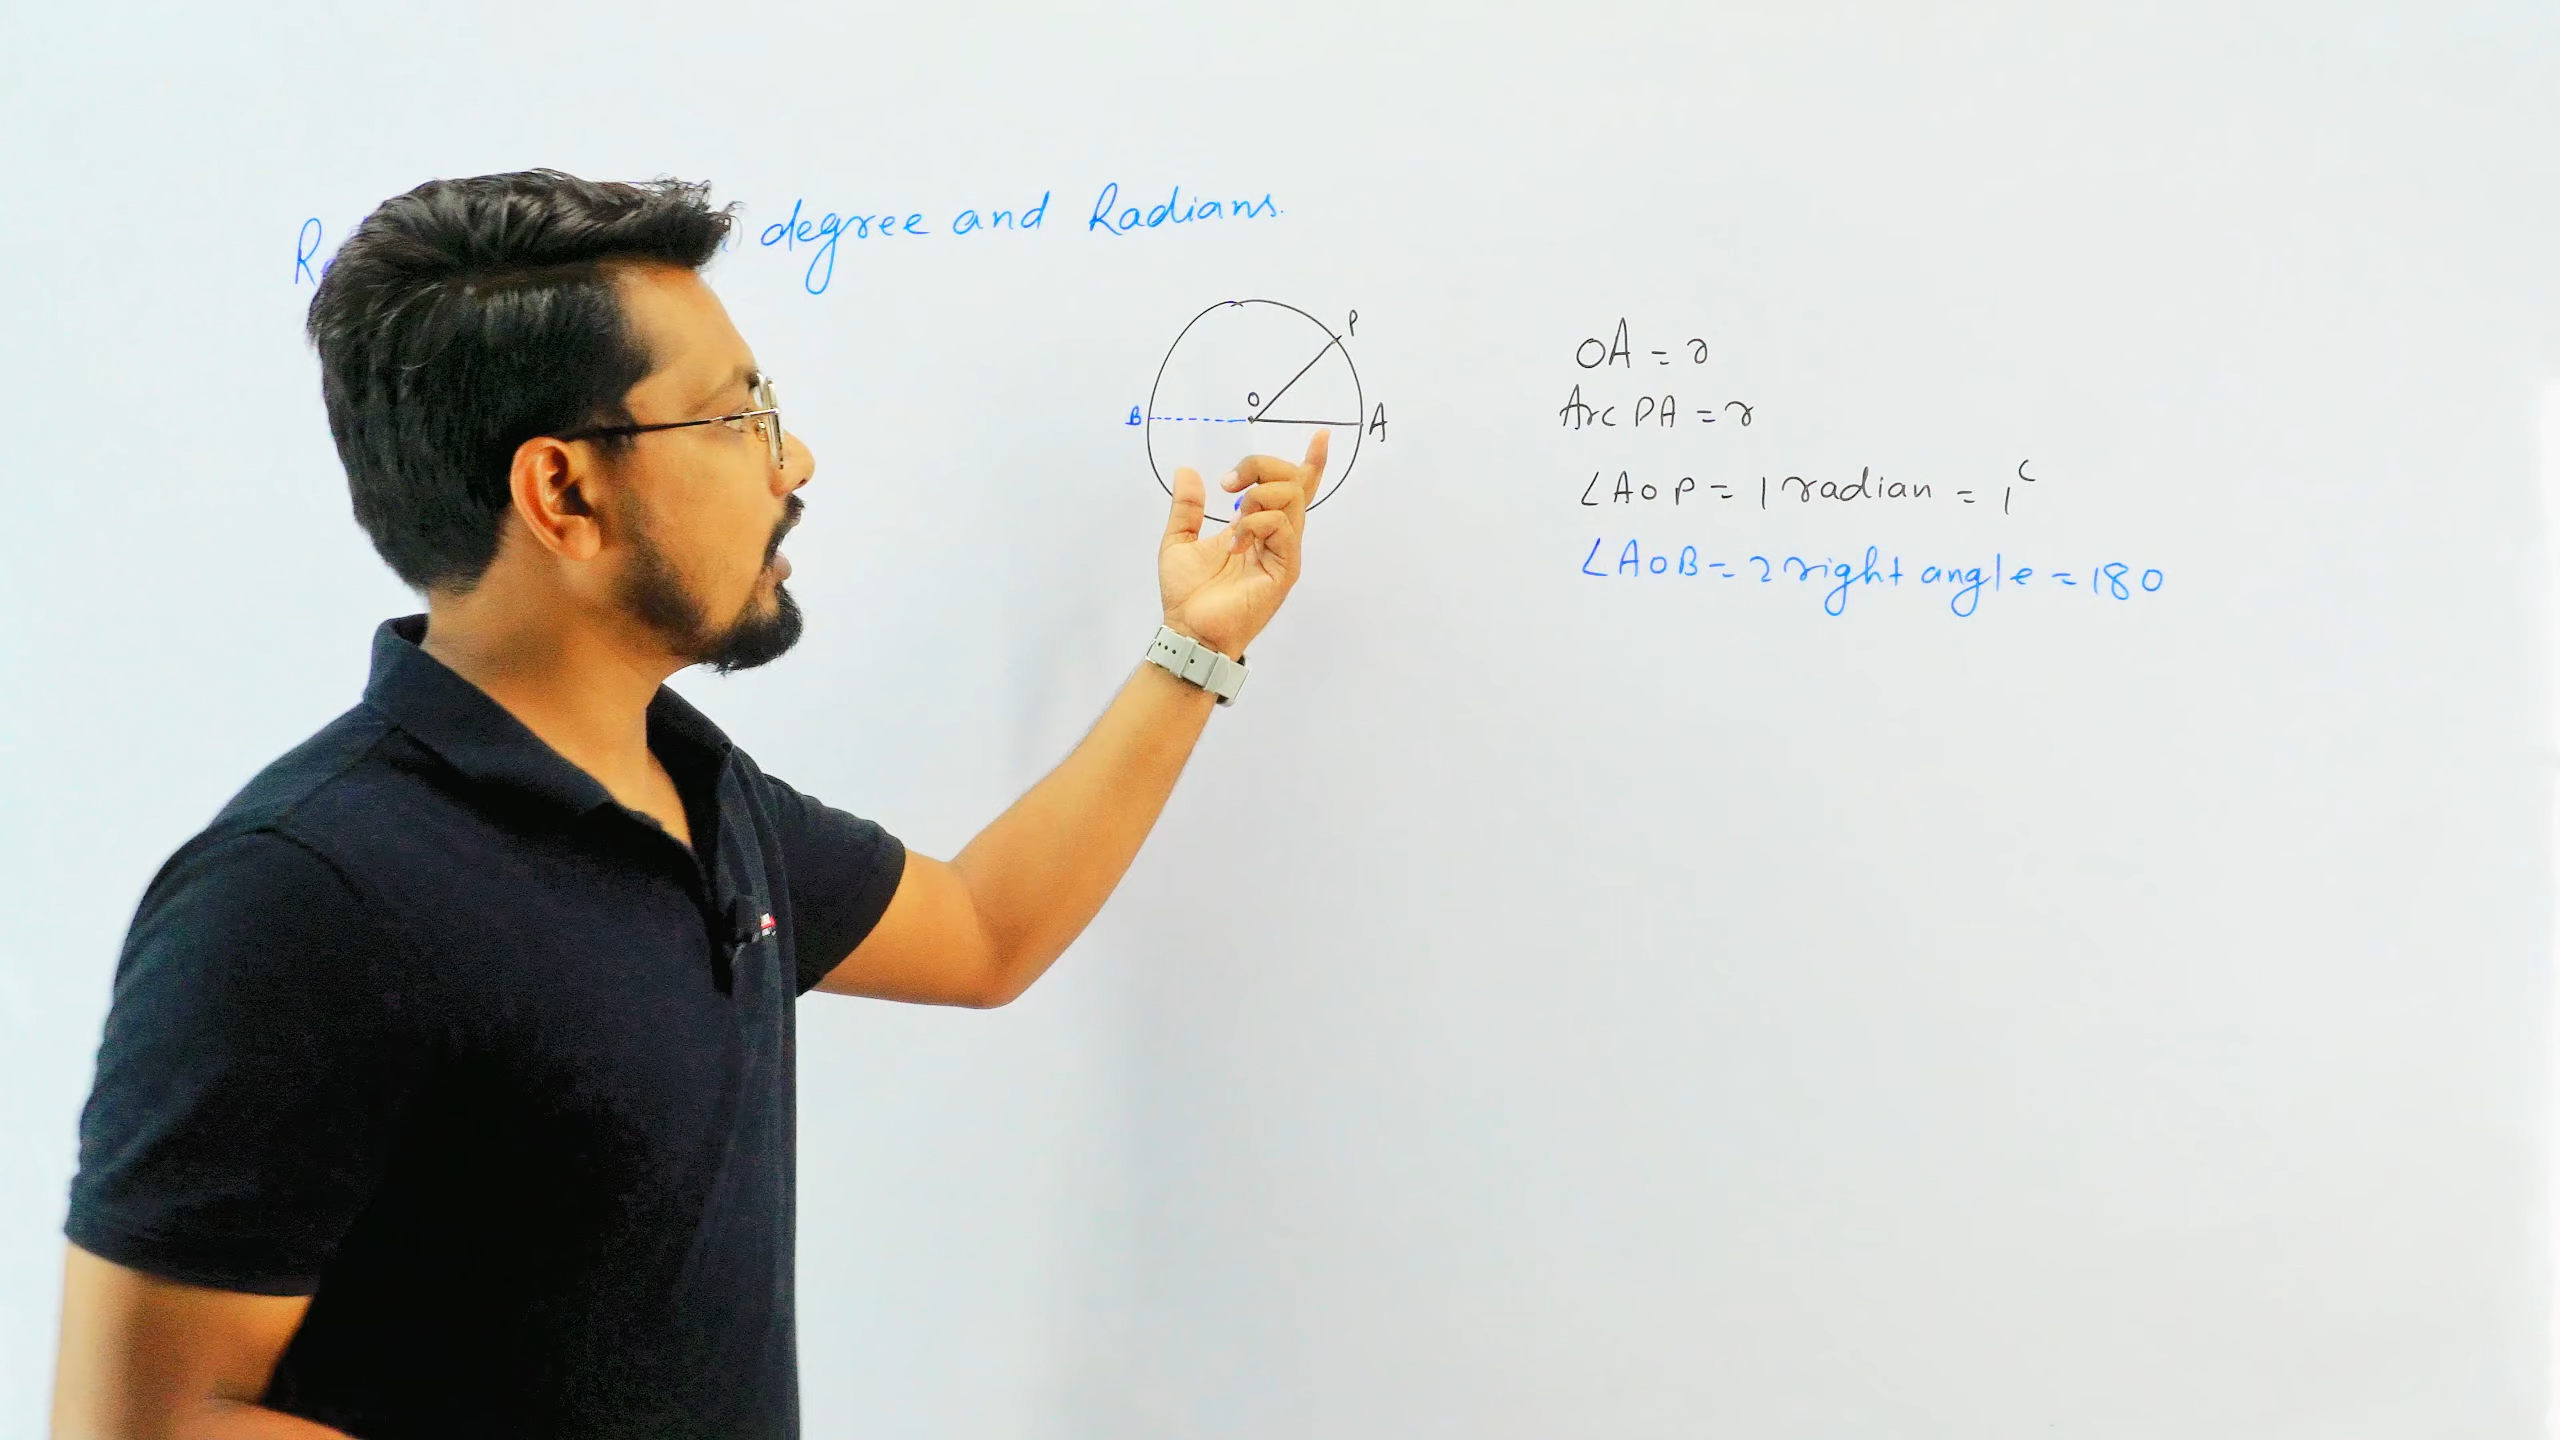 degree and Radians.
P
O
B
A
OA = r
Arc PA = r
∠AOP = 1 radian = 1ᶜ
∠AOB = 2 right angle = 180